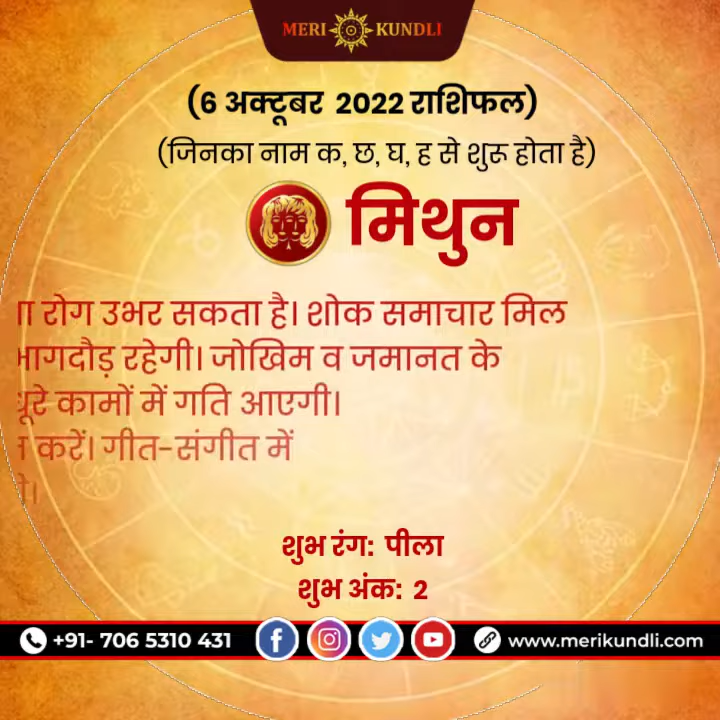 MERI KUNDLI
(6 अक्टूबर 2022 राशिफल)
(जिनका नाम क, छ, घ, ह से शुरू होता है)
मिथुन
रोग उभर सकता है। शोक समाचार मिल
रहेगी। जोखिम व जमानत के
कामों में गति आएगी।
करें। गीत-संगीत में
शुभ रंग: पीला
शुभ अंक: 2
+91- 706 5310 431 www.merikundli.com